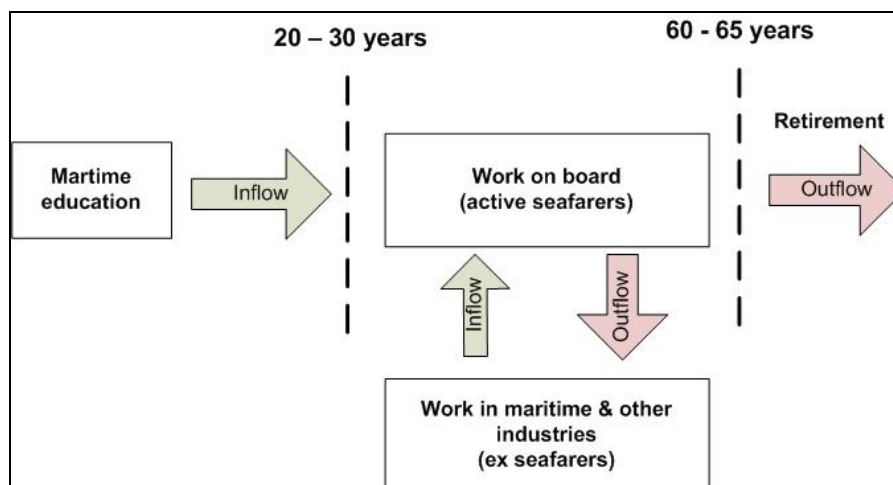 20 – 30 years
60 - 65 years
Retirement
Martime
education
Inflow
Work on board
(active seafarers)
Outflow
Inflow
Outflow
Work in maritime & other
industries
(ex seafarers)